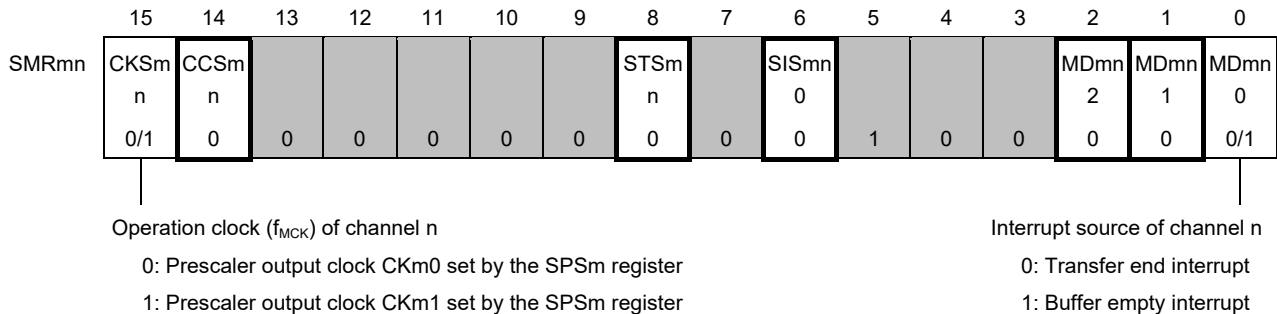 15 14 13 12 11 10 9 8 7 6 5 4 3 2 1 0
SMRmn CKSm CCSm STSm SISmn MDmn MDmn MDmn
n n n 0 2 1 0
0/1 0 0 0 0 0 0 0 0 0 1 0 0 0 0 0/1
Operation clock (fMCK) of channel n Interrupt source of channel n
0: Prescaler output clock CKm0 set by the SPSm register 0: Transfer end interrupt
1: Prescaler output clock CKm1 set by the SPSm register 1: Buffer empty interrupt